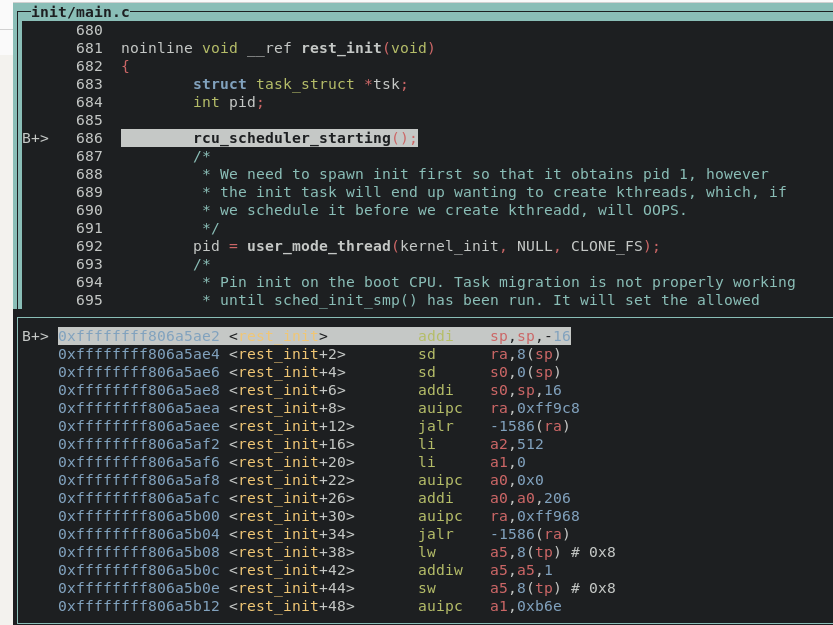 init/main.c
680
681 noinline void __ref rest_init(void)
682 {
683 struct task_struct *tsk;
684 int pid;
685
B+> 686 rcu_scheduler_starting();
687 /*
688 * We need to spawn init first so that it obtains pid 1, however
689 * the init task will end up wanting to create kthreads, which, if
690 * we schedule it before we create kthreadd, will OOPS.
691 */
692 pid = user_mode_thread(kernel_init, NULL, CLONE_FS);
693 /*
694 * Pin init on the boot CPU. Task migration is not properly working
695 * until sched_init_smp() has been run. It will set the allowed
B+> 0xffffffff806a5ae2 <rest_init> addi sp,sp,-16
0xffffffff806a5ae4 <rest_init+2> sd ra,8(sp)
0xffffffff806a5ae6 <rest_init+4> sd s0,0(sp)
0xffffffff806a5ae8 <rest_init+6> addi s0,sp,16
0xffffffff806a5aea <rest_init+8> auipc ra,0xff9c8
0xffffffff806a5aee <rest_init+12> jalr -1586(ra)
0xffffffff806a5af2 <rest_init+16> li a2,512
0xffffffff806a5af6 <rest_init+20> li a1,0
0xffffffff806a5af8 <rest_init+22> auipc a0,0x0
0xffffffff806a5afc <rest_init+26> addi a0,a0,206
0xffffffff806a5b00 <rest_init+30> auipc ra,0xff968
0xffffffff806a5b04 <rest_init+34> jalr -1586(ra)
0xffffffff806a5b08 <rest_init+38> lw a5,8(tp) # 0x8
0xffffffff806a5b0c <rest_init+42> addiw a5,a5,1
0xffffffff806a5b0e <rest_init+44> sw a5,8(tp) # 0x8
0xffffffff806a5b12 <rest_init+48> auipc a1,0xb6e